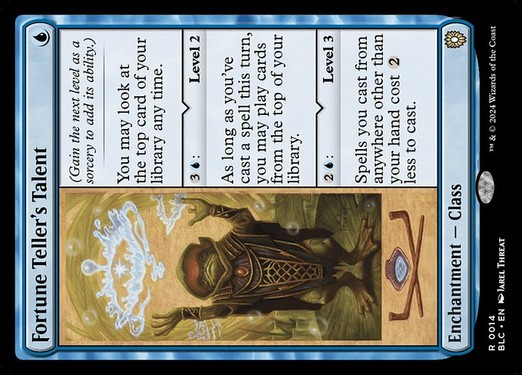 Fortune Teller's Talent
(Gain the next level as a
sorcery to add its ability.)
You may look at
the top card of your
library any time.
3 : Level 2
As long as you've
cast a spell this turn,
you may play cards
from the top of your
library.
2 : Level 3
Spells you cast from
anywhere other than
your hand cost 2
less to cast.
Enchantment — Class
R 0014
BLC • EN Jarel Threat
™ & © 2024 Wizards of the Coast